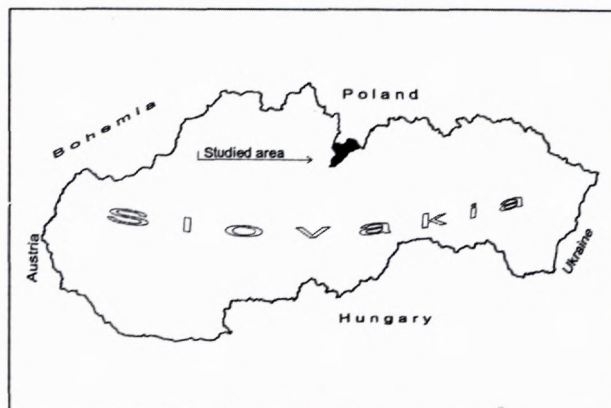 Poland
Bohemia
Studied area
Slovakia
Austria
Ukraine
Hungary